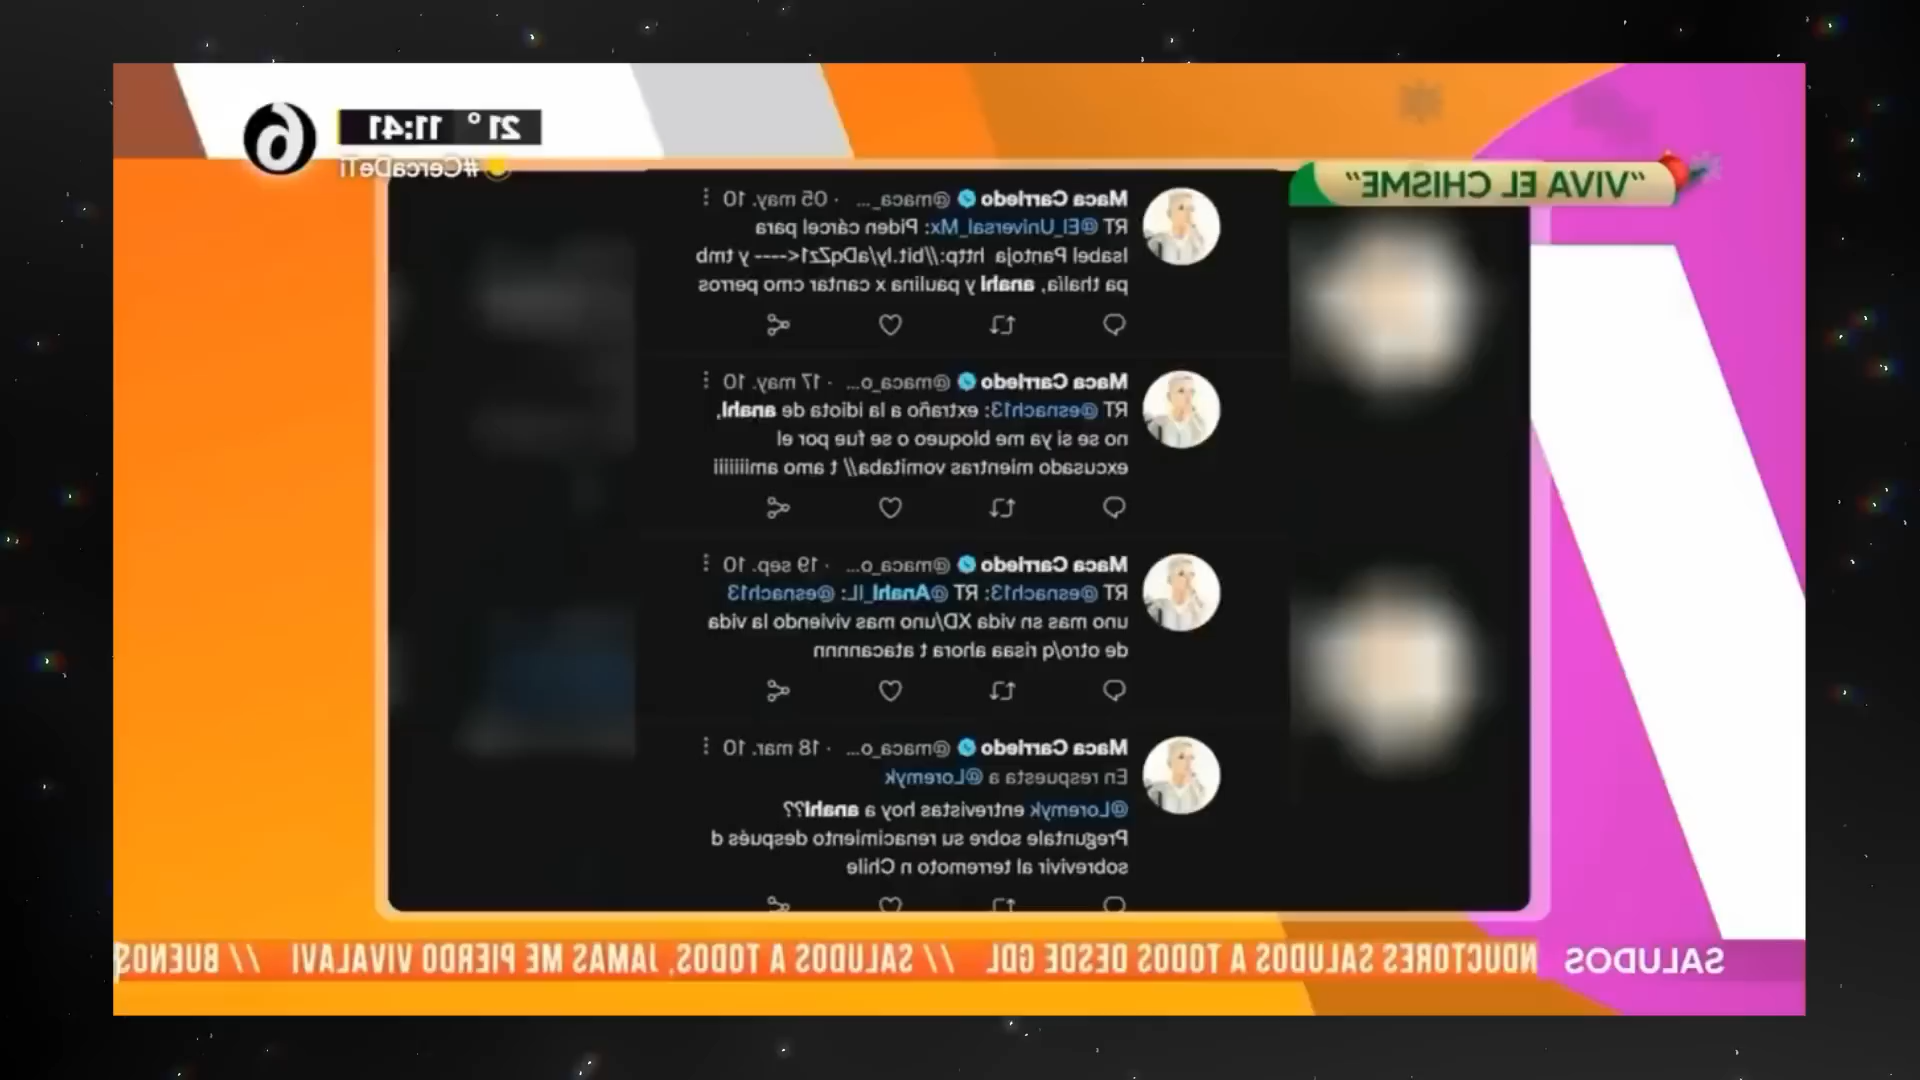 6
21° 11:41
#CercaDeTi
"VIVA EL CHISME"
Maca Carriedo @maca_... · 05 may. 10
RT @El_Universal_Mx: Piden cárcel para
Isabel Pantoja http://bit.ly/aDqZz1<---- y tmb
pa thalía, anahI y paulina x cantar cmo perros
Maca Carriedo @maca_o... · 17 may. 10
RT @esnach13: extraño a la idiota de anahI,
no se si ya me bloqueo o se fue por el
excusado mientras vomitaba// t amo amiiiiiii
Maca Carriedo @maca_o... · 19 sep. 10
RT @esnach13: RT @AnahI_IL: @esnach13
uno mas sn vida XD/uno mas viviendo la vida
de otro/q risaa ahora t atacannnn
Maca Carriedo @maca_o... · 18 mar. 10
En respuesta a @Loremyk
@Loremyk entrevistas hoy a anahI??
Preguntale sobre su renacimiento después d
sobrevivir al terremoto n Chile
SALUDOS
NDUCTORES SALUDOS A TODOS DESDE GDL // SALUDOS A TODOS, JAMÁS ME PIERDO VIVALAVI // BUENOS